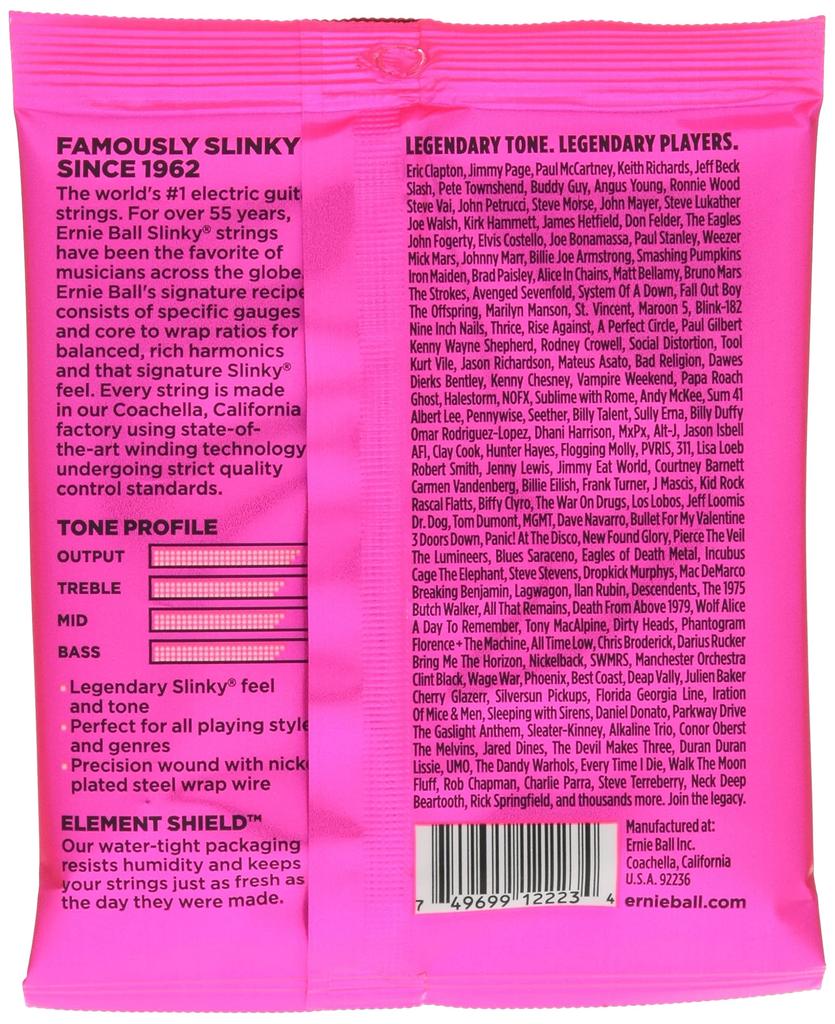 FAMOUSLY SLINKY
SINCE 1962
The world's #1 electric guit
strings. For over 55 years,
Ernie Ball Slinky® strings
have been the favorite of
musicians across the globe.
Ernie Ball's signature recipe
consists of specific gauges
and core to wrap ratios for
balanced, rich harmonics
and that signature Slinky®
feel. Every string is made
in our Coachella, California
factory using state-of-
the-art winding technology
undergoing strict quality
control standards.
TONE PROFILE
OUTPUT
TREBLE
MID
BASS
• Legendary Slinky® feel
and tone
• Perfect for all playing style
and genres
• Precision wound with nick
plated steel wrap wire
ELEMENT SHIELD™
Our water-tight packaging
resists humidity and keeps
your strings just as fresh as
the day they were made.
LEGENDARY TONE. LEGENDARY PLAYERS.
Eric Clapton, Jimmy Page, Paul McCartney, Keith Richards, Jeff Beck
Slash, Pete Townshend, Buddy Guy, Angus Young, Ronnie Wood
Steve Vai, John Petrucci, Steve Morse, John Mayer, Steve Lukather
Joe Walsh, Kirk Hammett, James Hetfield, Don Felder, The Eagles
John Fogerty, Elvis Costello, Joe Bonamassa, Paul Stanley, Weezer
Mick Mars, Johnny Marr, Billie Joe Armstrong, Smashing Pumpkins
Iron Maiden, Brad Paisley, Alice In Chains, Matt Bellamy, Bruno Mars
The Strokes, Avenged Sevenfold, System Of A Down, Fall Out Boy
The Offspring, Marilyn Manson, St. Vincent, Maroon 5, Blink-182
Nine Inch Nails, Thrice, Rise Against, A Perfect Circle, Paul Gilbert
Kenny Wayne Shepherd, Rodney Crowell, Social Distortion, Tool
Kurt Vile, Jason Richardson, Mateus Asato, Bad Religion, Dawes
Dierks Bentley, Kenny Chesney, Vampire Weekend, Papa Roach
Ghost, Halestorm, NOFX, Sublime with Rome, Andy McKee, Sum 41
Albert Lee, Pennywise, Seether, Billy Talent, Sully Erna, Billy Duffy
Omar Rodriguez-Lopez, Dhani Harrison, MxPx, Alt-J, Jason Isbell
AFI, Clay Cook, Hunter Hayes, Flogging Molly, PVRIS, 311, Lisa Loeb
Robert Smith, Jenny Lewis, Jimmy Eat World, Courtney Barnett
Carmen Vandenberg, Billie Eilish, Frank Turner, J Mascis, Kid Rock
Rascal Flatts, Biffy Clyro, The War On Drugs, Los Lobos, Jeff Loomis
Dr. Dog, Tom Dumont, MGMT, Dave Navarro, Bullet For My Valentine
3 Doors Down, Panic! At The Disco, New Found Glory, Pierce The Veil
The Lumineers, Blues Saraceno, Eagles of Death Metal, Incubus
Cage The Elephant, Steve Stevens, Dropkick Murphys, Mac DeMarco
Breaking Benjamin, Lagwagon, Ilan Rubin, Descendents, The 1975
Butch Walker, All That Remains, Death From Above 1979, Wolf Alice
A Day To Remember, Tony MacAlpine, Dirty Heads, Phantogram
Florence + The Machine, All Time Low, Chris Broderick, Darius Rucker
Bring Me The Horizon, Nickelback, SWMRS, Manchester Orchestra
Clint Black, Wage War, Phoenix, Best Coast, Deap Vally, Julien Baker
Cherry Glazerr, Silversun Pickups, Florida Georgia Line, Iration
Of Mice & Men, Sleeping with Sirens, Daniel Donato, Parkway Drive
The Gaslight Anthem, Sleater-Kinney, Alkaline Trio, Conor Oberst
The Melvins, Jared Dines, The Devil Makes Three, Duran Duran
Lissie, UMO, The Dandy Warhols, Every Time I Die, Walk The Moon
Fluff, Rob Chapman, Charlie Parra, Steve Terreberry, Neck Deep
Beartooth, Rick Springfield, and thousands more. Join the legacy.
7 49699 12223 4
Manufactured at:
Ernie Ball Inc.
Coachella, California
U.S.A. 92236
ernieball.com